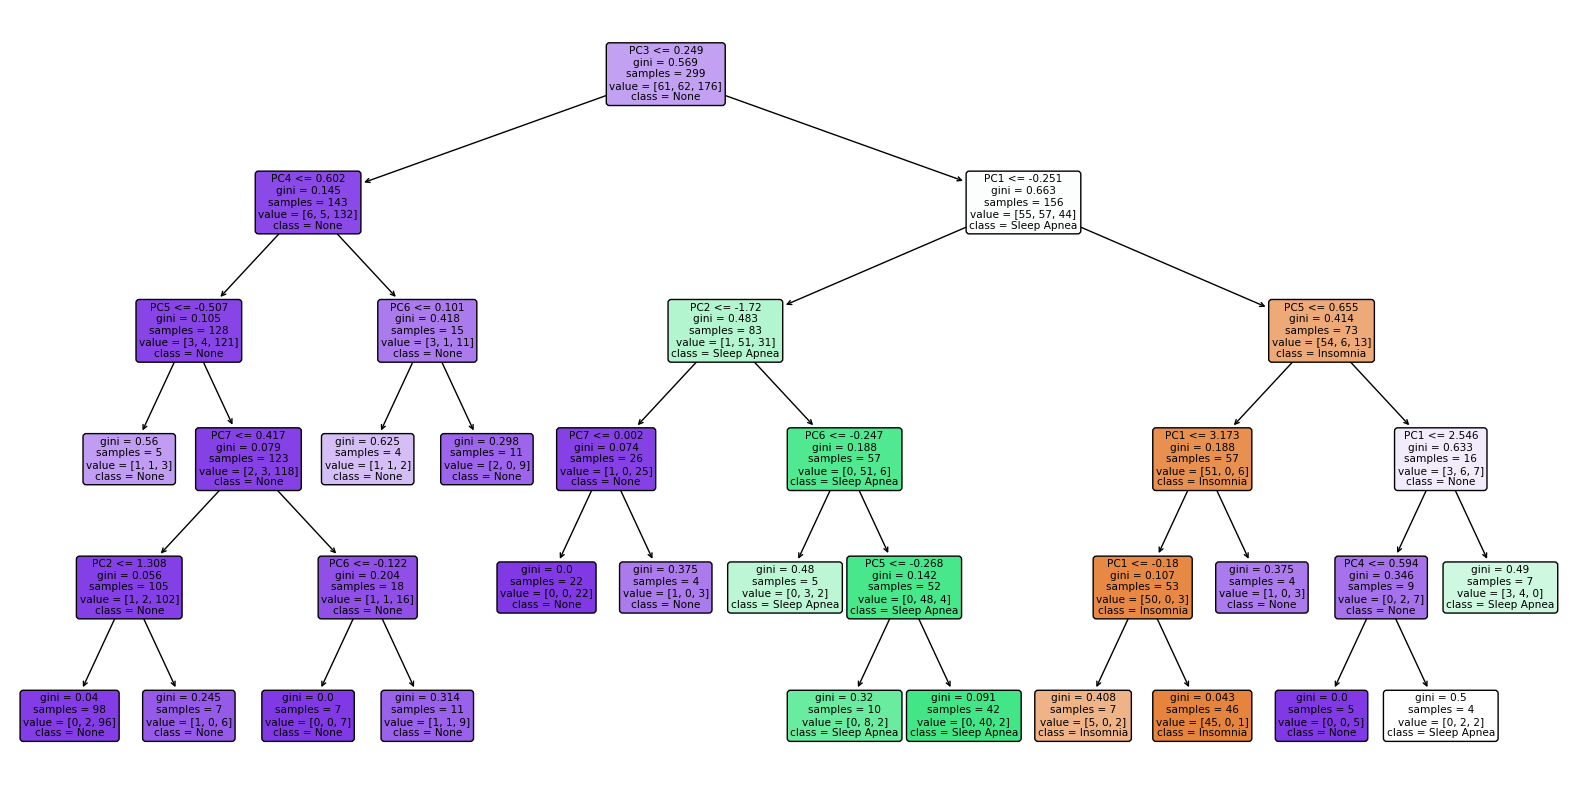 PC3 <= 0.249
gini = 0.569
samples = 299
value = [61, 62, 176]
class = None
PC4 <= 0.602
gini = 0.145
samples = 143
value = [6, 5, 132]
class = None
PC1 <= -0.251
gini = 0.663
samples = 156
value = [55, 57, 44]
class = Sleep Apnea
PC5 <= -0.507
gini = 0.105
samples = 128
value = [3, 4, 121]
class = None
PC6 <= 0.101
gini = 0.418
samples = 15
value = [3, 1, 11]
class = None
PC2 <= -1.72
gini = 0.483
samples = 83
value = [1, 51, 31]
class = Sleep Apnea
PC5 <= 0.655
gini = 0.414
samples = 73
value = [54, 6, 13]
class = Insomnia
gini = 0.56
samples = 5
value = [1, 1, 3]
class = None
PC7 <= 0.417
gini = 0.079
samples = 123
value = [2, 3, 118]
class = None
gini = 0.625
samples = 4
value = [1, 1, 2]
class = None
gini = 0.298
samples = 11
value = [2, 0, 9]
class = None
PC7 <= 0.002
gini = 0.074
samples = 26
value = [1, 0, 25]
class = None
PC6 <= -0.247
gini = 0.188
samples = 57
value = [0, 51, 6]
class = Sleep Apnea
PC1 <= 3.173
gini = 0.188
samples = 57
value = [51, 0, 6]
class = Insomnia
PC1 <= 2.546
gini = 0.633
samples = 16
value = [3, 6, 7]
class = None
PC2 <= 1.308
gini = 0.056
samples = 105
value = [1, 2, 102]
class = None
PC6 <= -0.122
gini = 0.204
samples = 18
value = [1, 1, 16]
class = None
gini = 0.0
samples = 22
value = [0, 0, 22]
class = None
gini = 0.375
samples = 4
value = [1, 0, 3]
class = None
gini = 0.48
samples = 5
value = [0, 3, 2]
class = Sleep Apnea
PC5 <= -0.268
gini = 0.142
samples = 52
value = [0, 48, 4]
class = Sleep Apnea
PC1 <= -0.18
gini = 0.107
samples = 53
value = [50, 0, 3]
class = Insomnia
gini = 0.375
samples = 4
value = [1, 0, 3]
class = None
PC4 <= 0.594
gini = 0.346
samples = 9
value = [0, 2, 7]
class = None
gini = 0.49
samples = 7
value = [3, 4, 0]
class = Sleep Apnea
gini = 0.04
samples = 98
value = [0, 2, 96]
class = None
gini = 0.245
samples = 7
value = [1, 0, 6]
class = None
gini = 0.0
samples = 7
value = [0, 0, 7]
class = None
gini = 0.314
samples = 11
value = [1, 1, 9]
class = None
gini = 0.32
samples = 10
value = [0, 8, 2]
class = Sleep Apnea
gini = 0.091
samples = 42
value = [0, 40, 2]
class = Sleep Apnea
gini = 0.408
samples = 7
value = [5, 0, 2]
class = Insomnia
gini = 0.043
samples = 46
value = [45, 0, 1]
class = Insomnia
gini = 0.0
samples = 5
value = [0, 0, 5]
class = None
gini = 0.5
samples = 4
value = [0, 2, 2]
class = Sleep Apnea